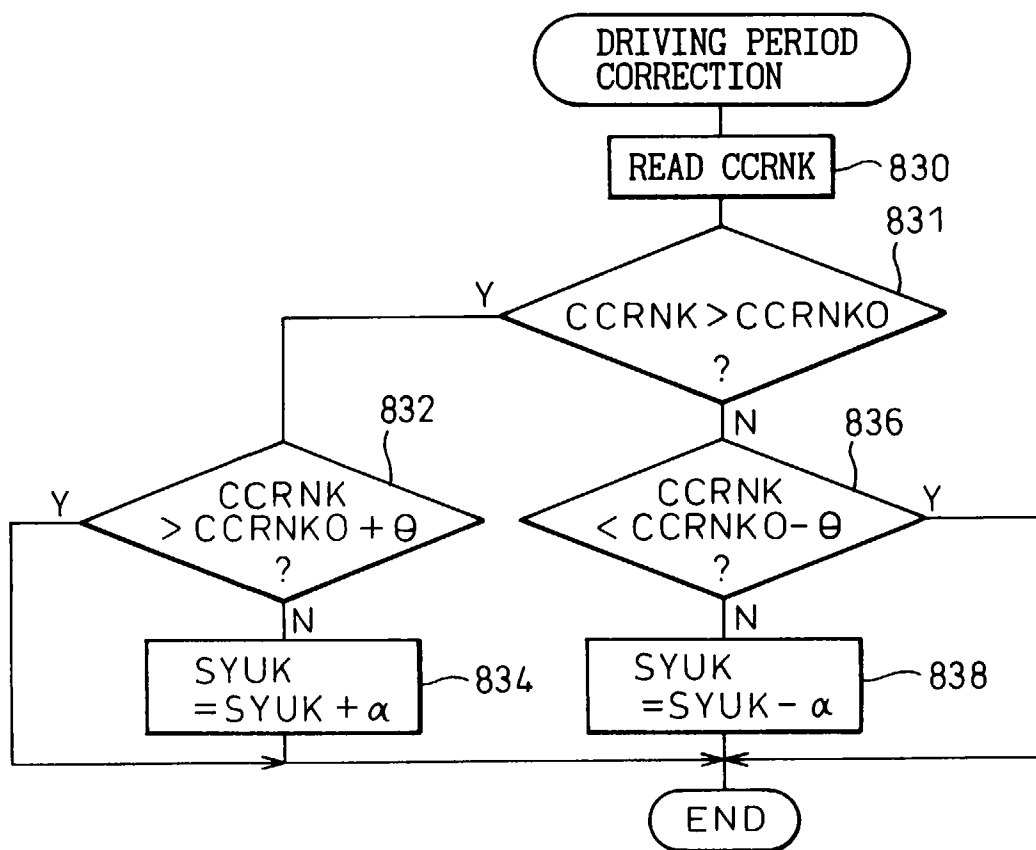 DRIVING PERIOD
CORRECTION
READ CCRNK
830
831
Y
CCRNK > CCRNKO
?
N
832
836
Y
CCRNK
> CCRNKO + θ
?
CCRNK
< CCRNKO - θ
?
Y
N
N
SYUK
= SYUK + α
834
SYUK
= SYUK - α
838
END